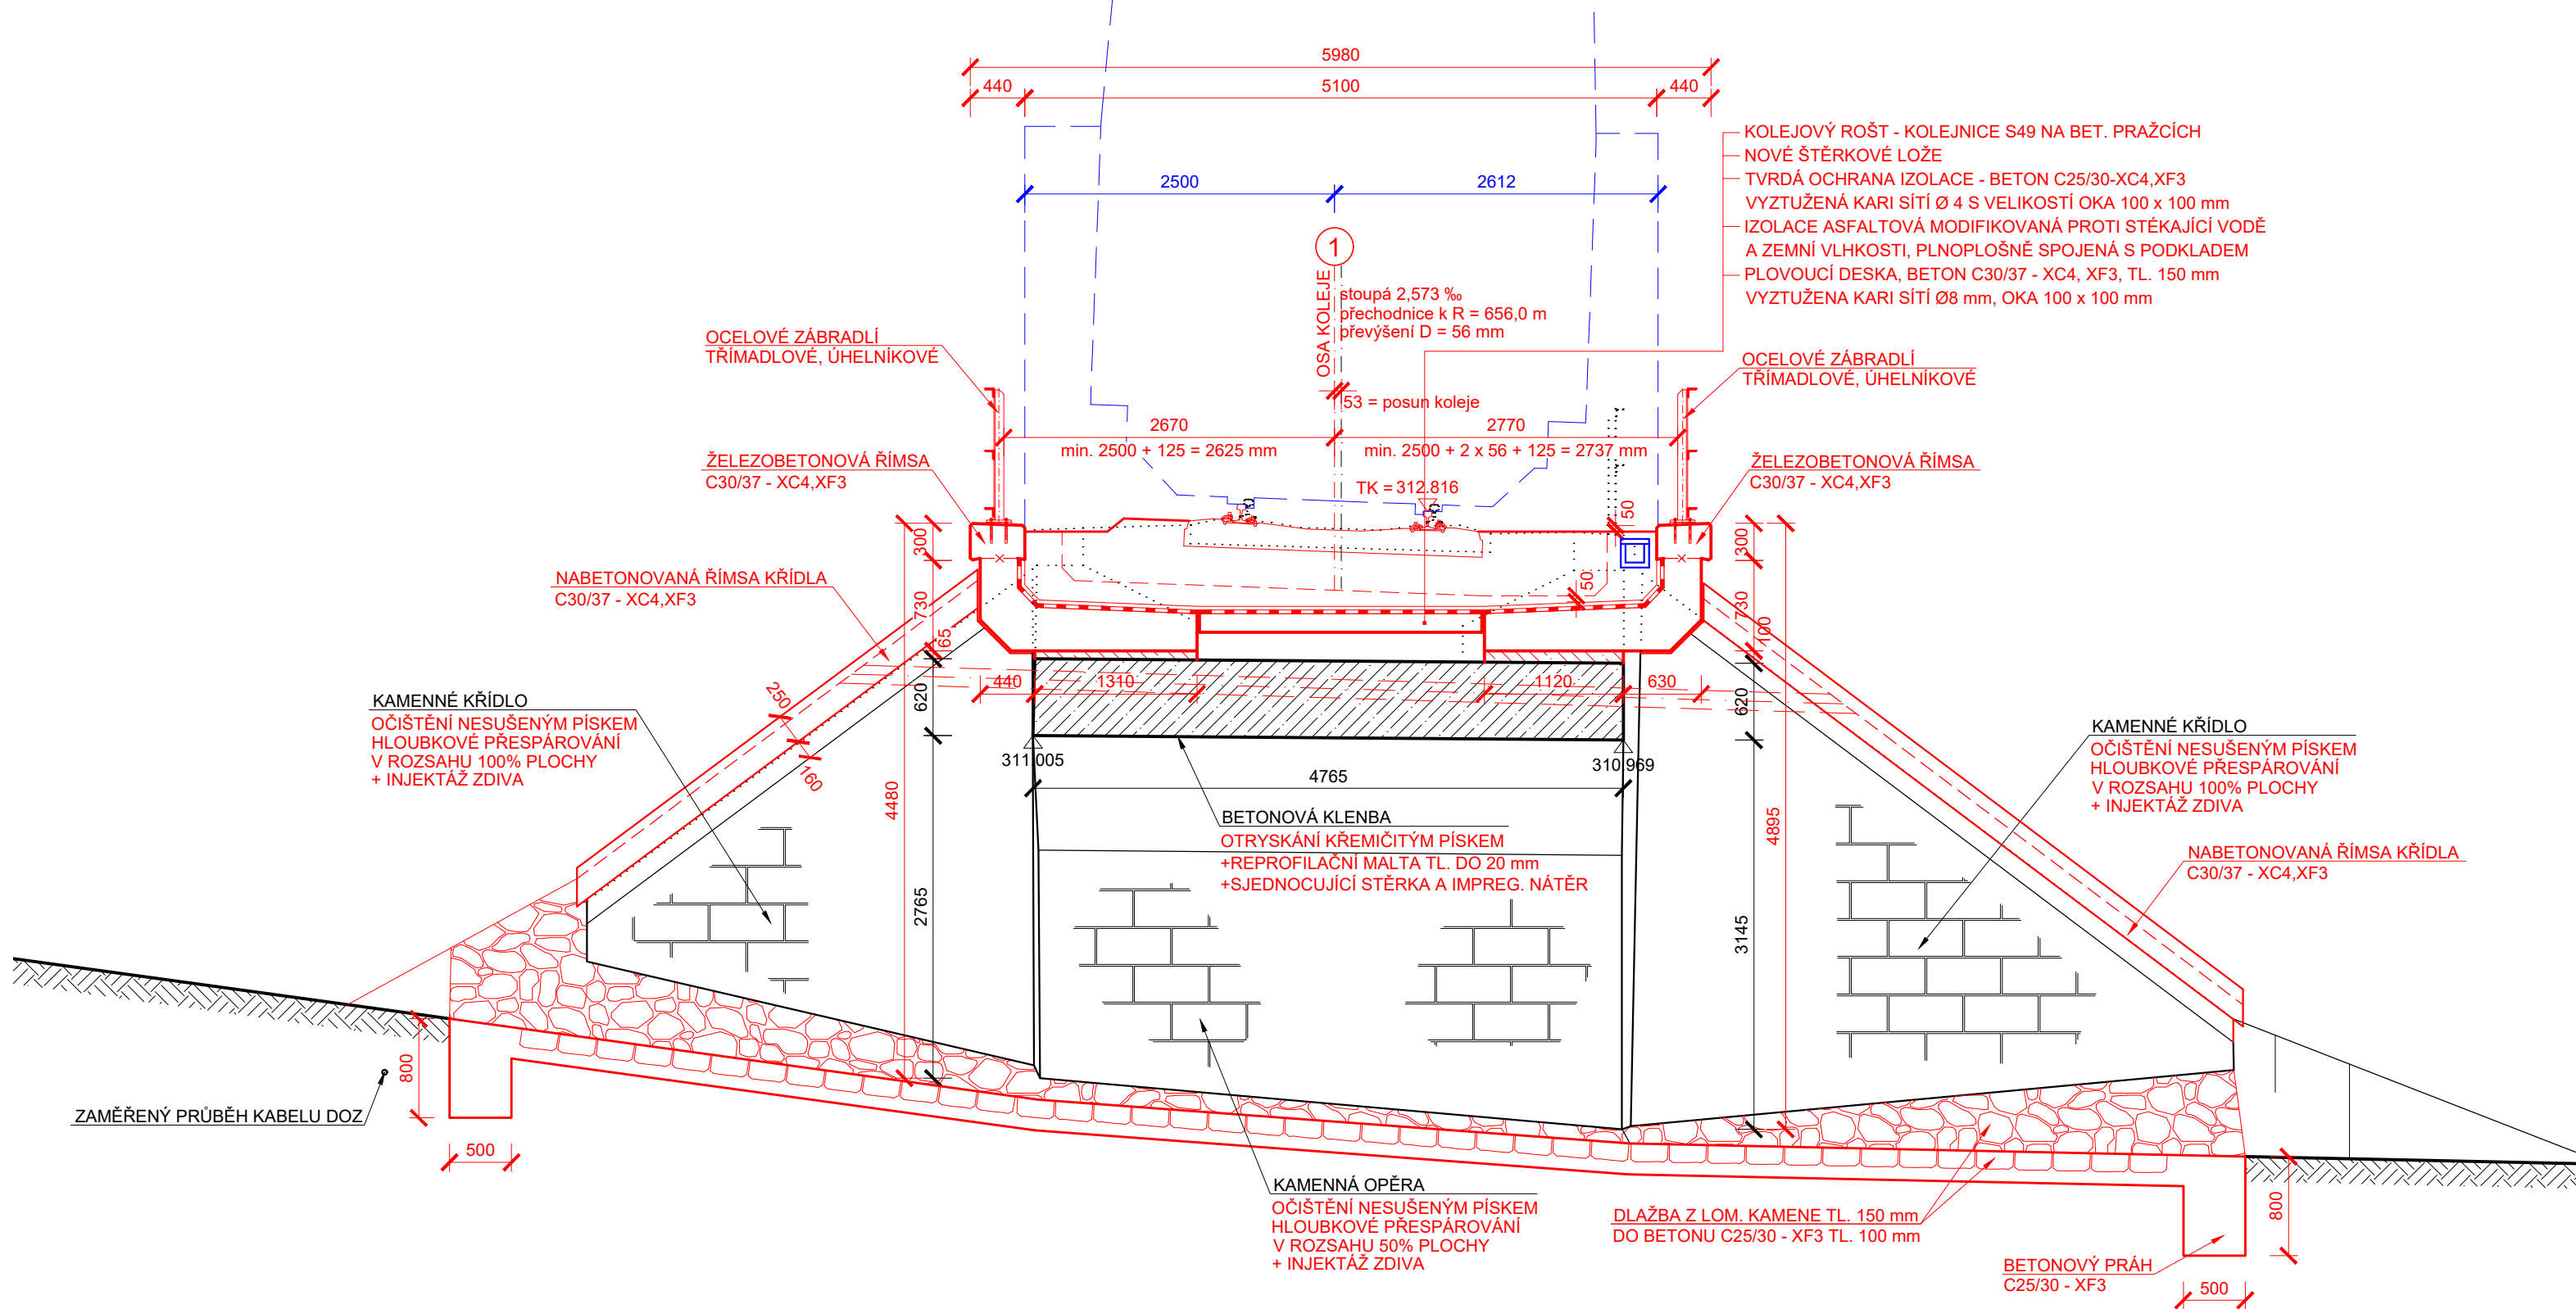 5980
440
5100
440
KOLEJOVÝ ROŠT - KOLEJNICE S49 NA BET. PRAŽCÍCH
NOVÉ ŠTĚRKOVÉ LOŽE
TVRDÁ OCHRANA IZOLACE - BETON C25/30-XC4,XF3
VYZTUŽENÁ KARI SÍTÍ Ø 4 S VELIKOSTÍ OKA 100 x 100 mm
IZOLACE ASFALTOVÁ MODIFIKOVANÁ PROTI STÉKAJÍCÍ VODĚ
A ZEMNÍ VLHKOSTI, PLNOPLOŠNĚ SPOJENÁ S PODKLADEM
PLOVOUCÍ DESKA, BETON C30/37 - XC4, XF3, TL. 150 mm
VYZTUŽENA KARI SÍTÍ Ø8 mm, OKA 100 x 100 mm
2500
2612
1
OSA KOLEJE
stoupá 2,573 ‰
přechodnice k R = 656,0 m
převýšení D = 56 mm
OCELOVÉ ZÁBRADLÍ
TŘÍMADLOVÉ, ÚHELNÍKOVÉ
OCELOVÉ ZÁBRADLÍ
TŘÍMADLOVÉ, ÚHELNÍKOVÉ
53 = posun koleje
2670
2770
min. 2500 + 125 = 2625 mm
min. 2500 + 2 x 56 + 125 = 2737 mm
ŽELEZOBETONOVÁ ŘÍMSA
C30/37 - XC4,XF3
ŽELEZOBETONOVÁ ŘÍMSA
C30/37 - XC4,XF3
TK = 312.816
50
300
300
NABETONOVANÁ ŘÍMSA KŘÍDLA
C30/37 - XC4,XF3
50
730
730
65
100
440
1310
1120
630
620
620
250
160
KAMENNÉ KŘÍDLO
OČIŠTĚNÍ NESUŠENÝM PÍSKEM
HLOUBKOVÉ PŘESPÁROVÁNÍ
V ROZSAHU 100% PLOCHY
+ INJEKTÁŽ ZDIVA
KAMENNÉ KŘÍDLO
OČIŠTĚNÍ NESUŠENÝM PÍSKEM
HLOUBKOVÉ PŘESPÁROVÁNÍ
V ROZSAHU 100% PLOCHY
+ INJEKTÁŽ ZDIVA
311.005
310.969
4765
4480
4895
BETONOVÁ KLENBA
OTRYSKÁNÍ KŘEMIČITÝM PÍSKEM
+REPROFILAČNÍ MALTA TL. DO 20 mm
+SJEDNOCUJÍCÍ STĚRKA A IMPREG. NÁTĚR
NABETONOVANÁ ŘÍMSA KŘÍDLA
C30/37 - XC4,XF3
2765
3145
800
ZAMĚŘENÝ PRŮBĚH KABELU DOZ
500
KAMENNÁ OPĚRA
OČIŠTĚNÍ NESUŠENÝM PÍSKEM
HLOUBKOVÉ PŘESPÁROVÁNÍ
V ROZSAHU 50% PLOCHY
+ INJEKTÁŽ ZDIVA
DLAŽBA Z LOM. KAMENE TL. 150 mm
DO BETONU C25/30 - XF3 TL. 100 mm
800
BETONOVÝ PRÁH
C25/30 - XF3
500